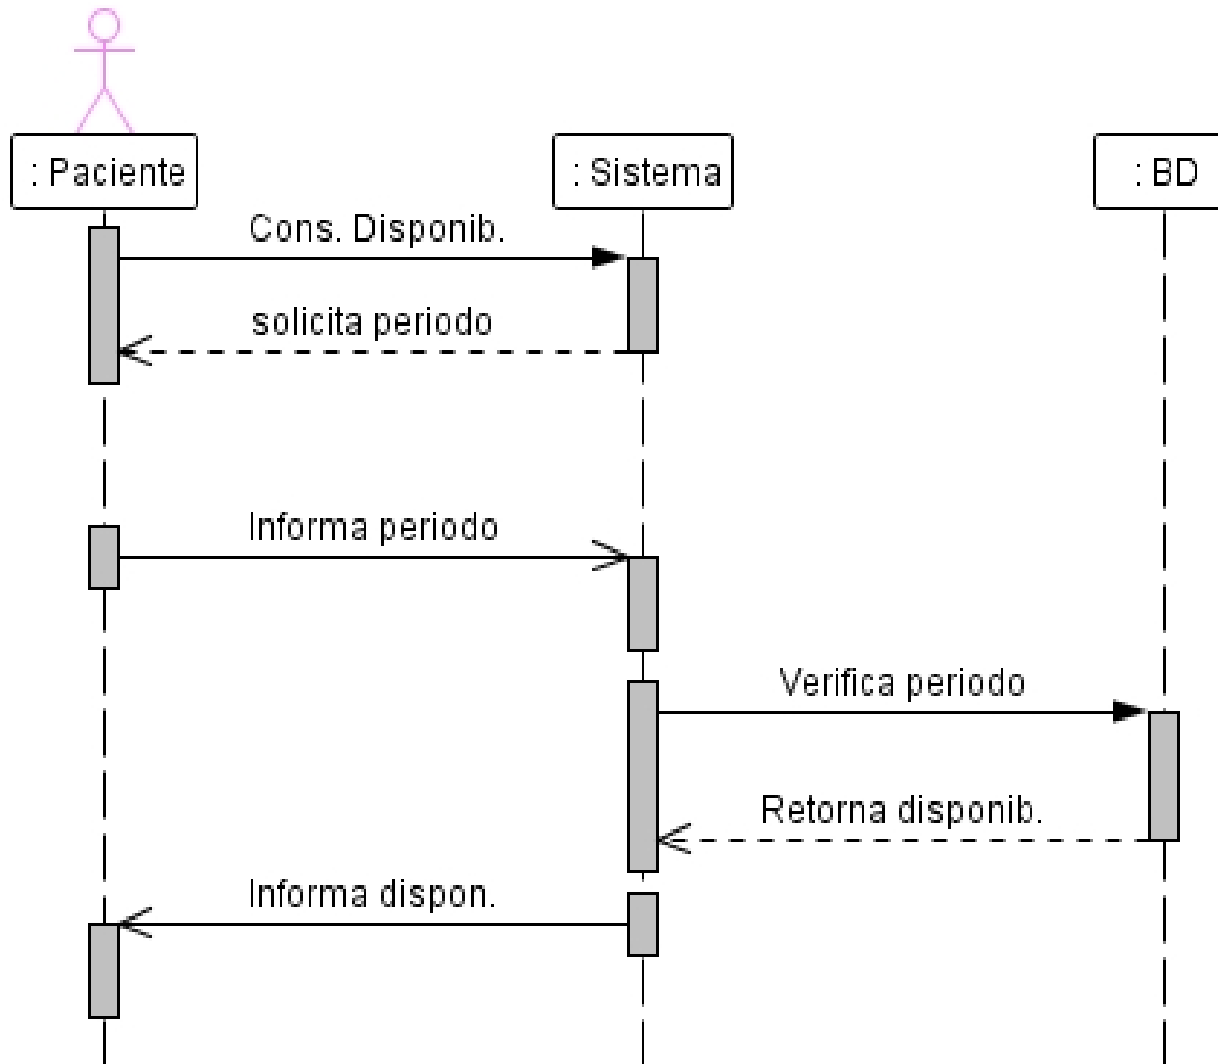 : Paciente
: Sistema
: BD
Cons. Disponib.
solicita periodo
Informa periodo
Verifica periodo
Retorna disponib.
Informa dispon.